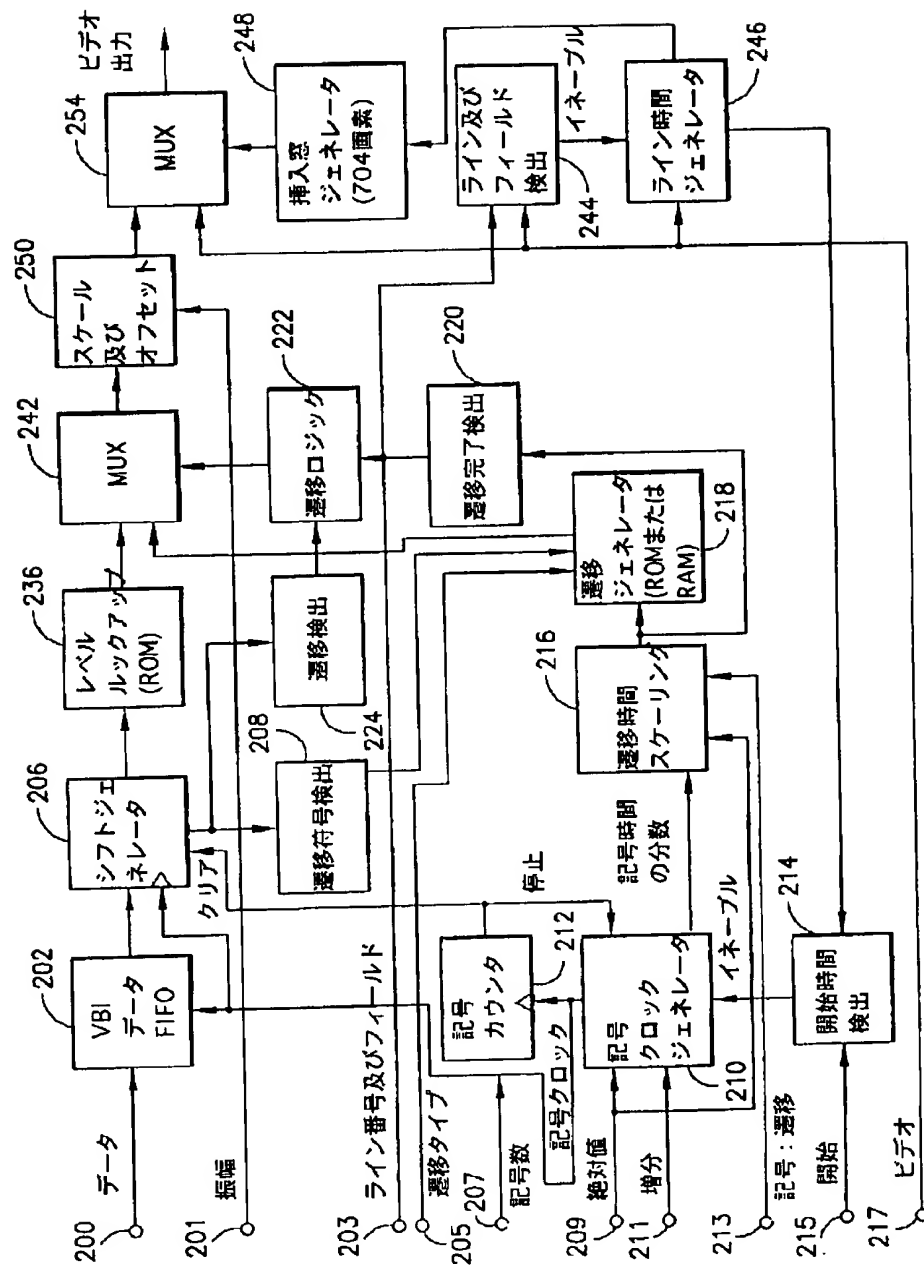 データ
200
振幅
201
ライン番号及びフィールド
203
遷移タイプ
205
記号数
207
記号クロック
絶対値
209
増分
211
記号：遷移
213
開始
215
ビデオ
217
VBI
データ
FIFO
202
シフトジェ
ネレータ
206
クリア
レベル
ルックアップ
(ROM)
236
MUX
242
スケール
及び
オフセット
250
MUX
254
ビデオ
出力
遷移符号検出
208
遷移検出
224
遷移ロジック
222
遷移完了検出
220
挿入窓
ジェネレータ
(704画素)
248
ライン及び
フィールド
検出
244
イネーブル
ライン時間
ジェネレータ
246
記号
カウンタ
212
停止
記号
クロック
ジェネレータ
210
記号時間
の分数
イネーブル
開始時間
検出
214
遷移時間
スケーリング
216
遷移
ジェネレータ
(ROMまたは
RAM)
218